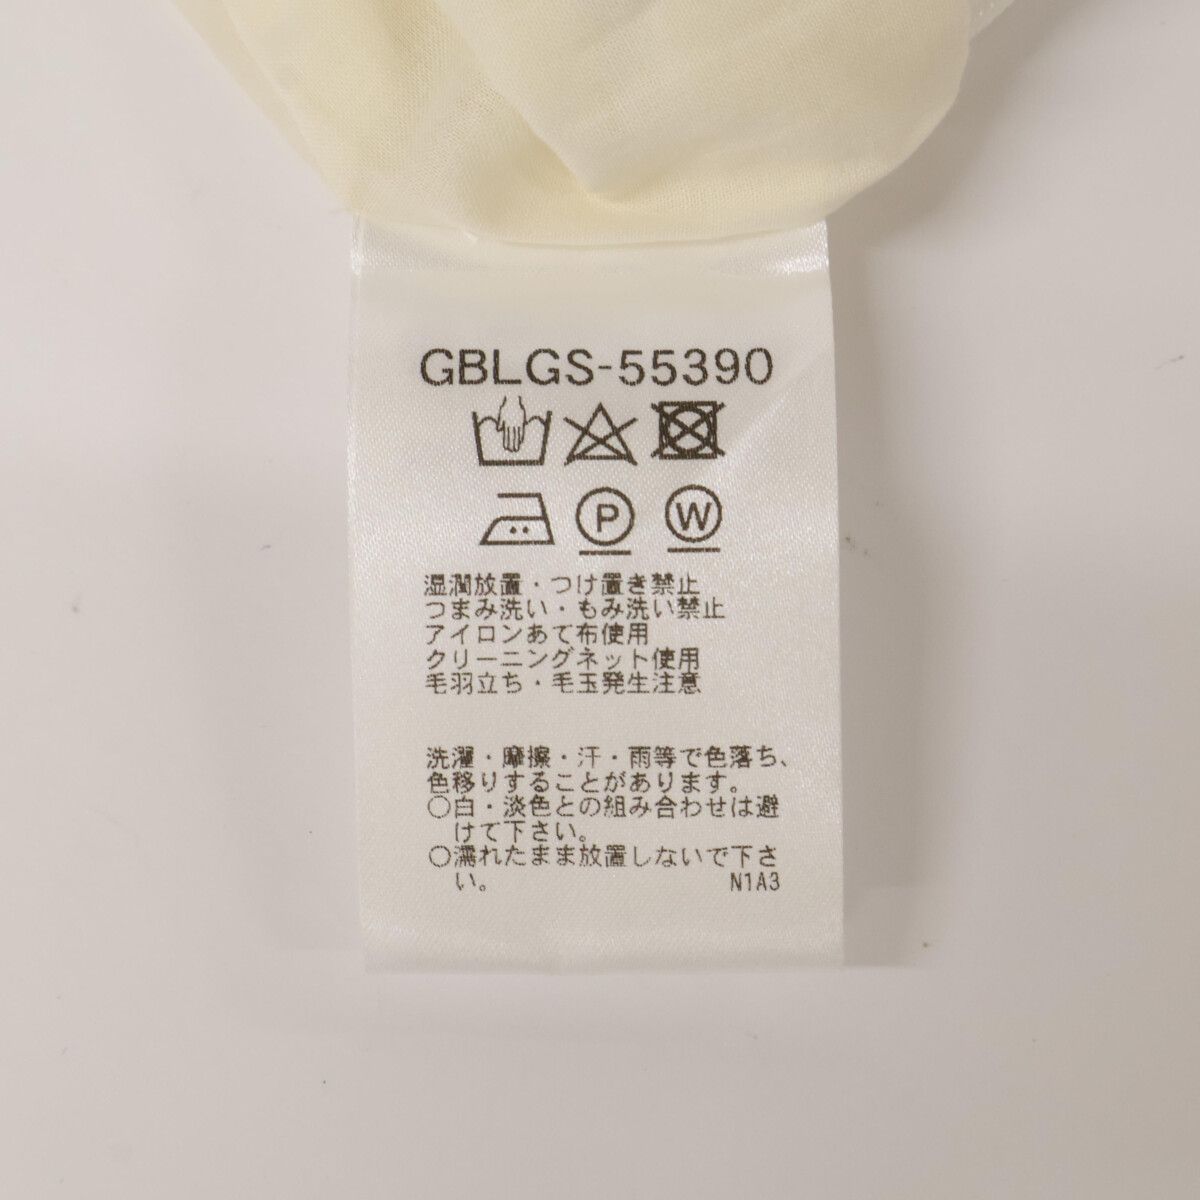 GBLGS-55390
P W
湿潤放置・つけ置き禁止
つまみ洗い・もみ洗い禁止
アイロンあて布使用
クリーニングネット使用
毛羽立ち・毛玉発生注意
洗濯・摩擦・汗・雨等で色落ち、
色移りすることがあります。
○白・淡色との組み合わせは避
けて下さい。
○濡れたまま放置しないで下さ
い。 N1A3